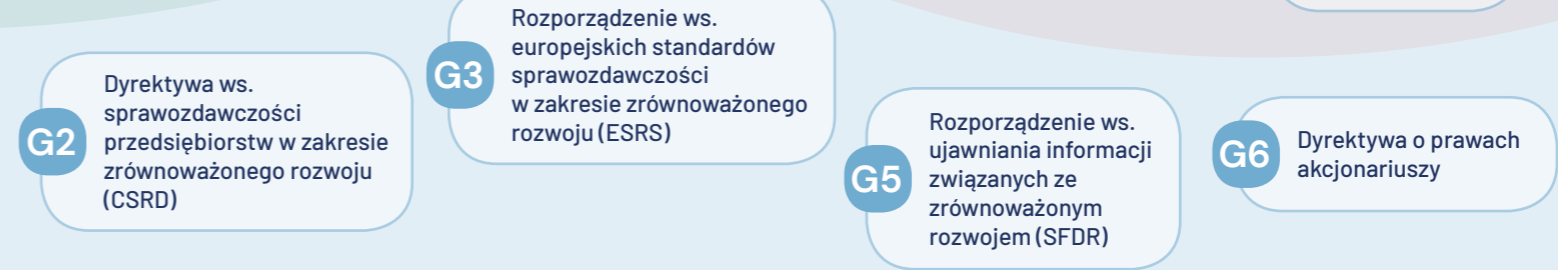 G2
Dyrektywa ws.
sprawozdawczości
przedsiębiorstw w zakresie
zrównoważonego rozwoju
(CSRD)
G3
Rozporządzenie ws.
europejskich standardów
sprawozdawczości
w zakresie zrównoważonego
rozwoju (ESRS)
G5
Rozporządzenie ws.
ujawniania informacji
związanych ze
zrównoważonym
rozwojem (SFDR)
G6
Dyrektywa o prawach
akcjonariuszy